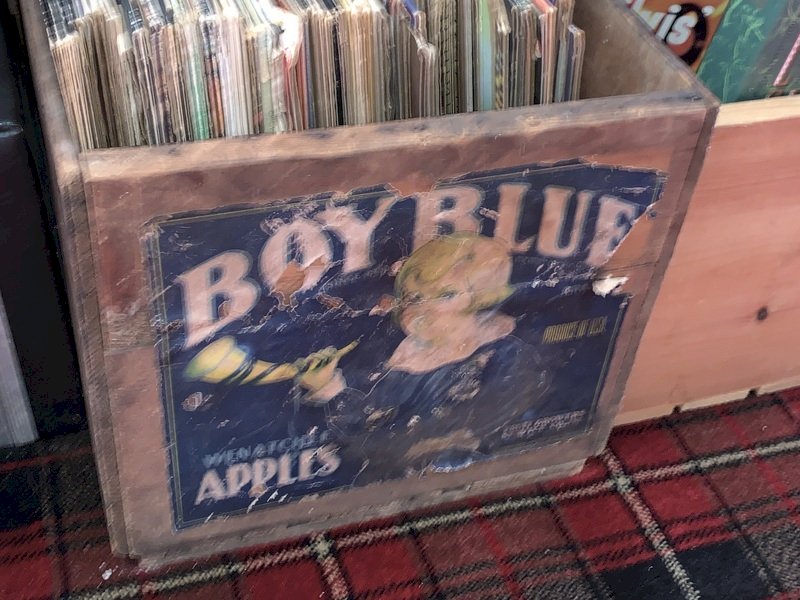 BOY BLUE
PRODUCE OF U.S.A.
WENATCHEE
APPLES